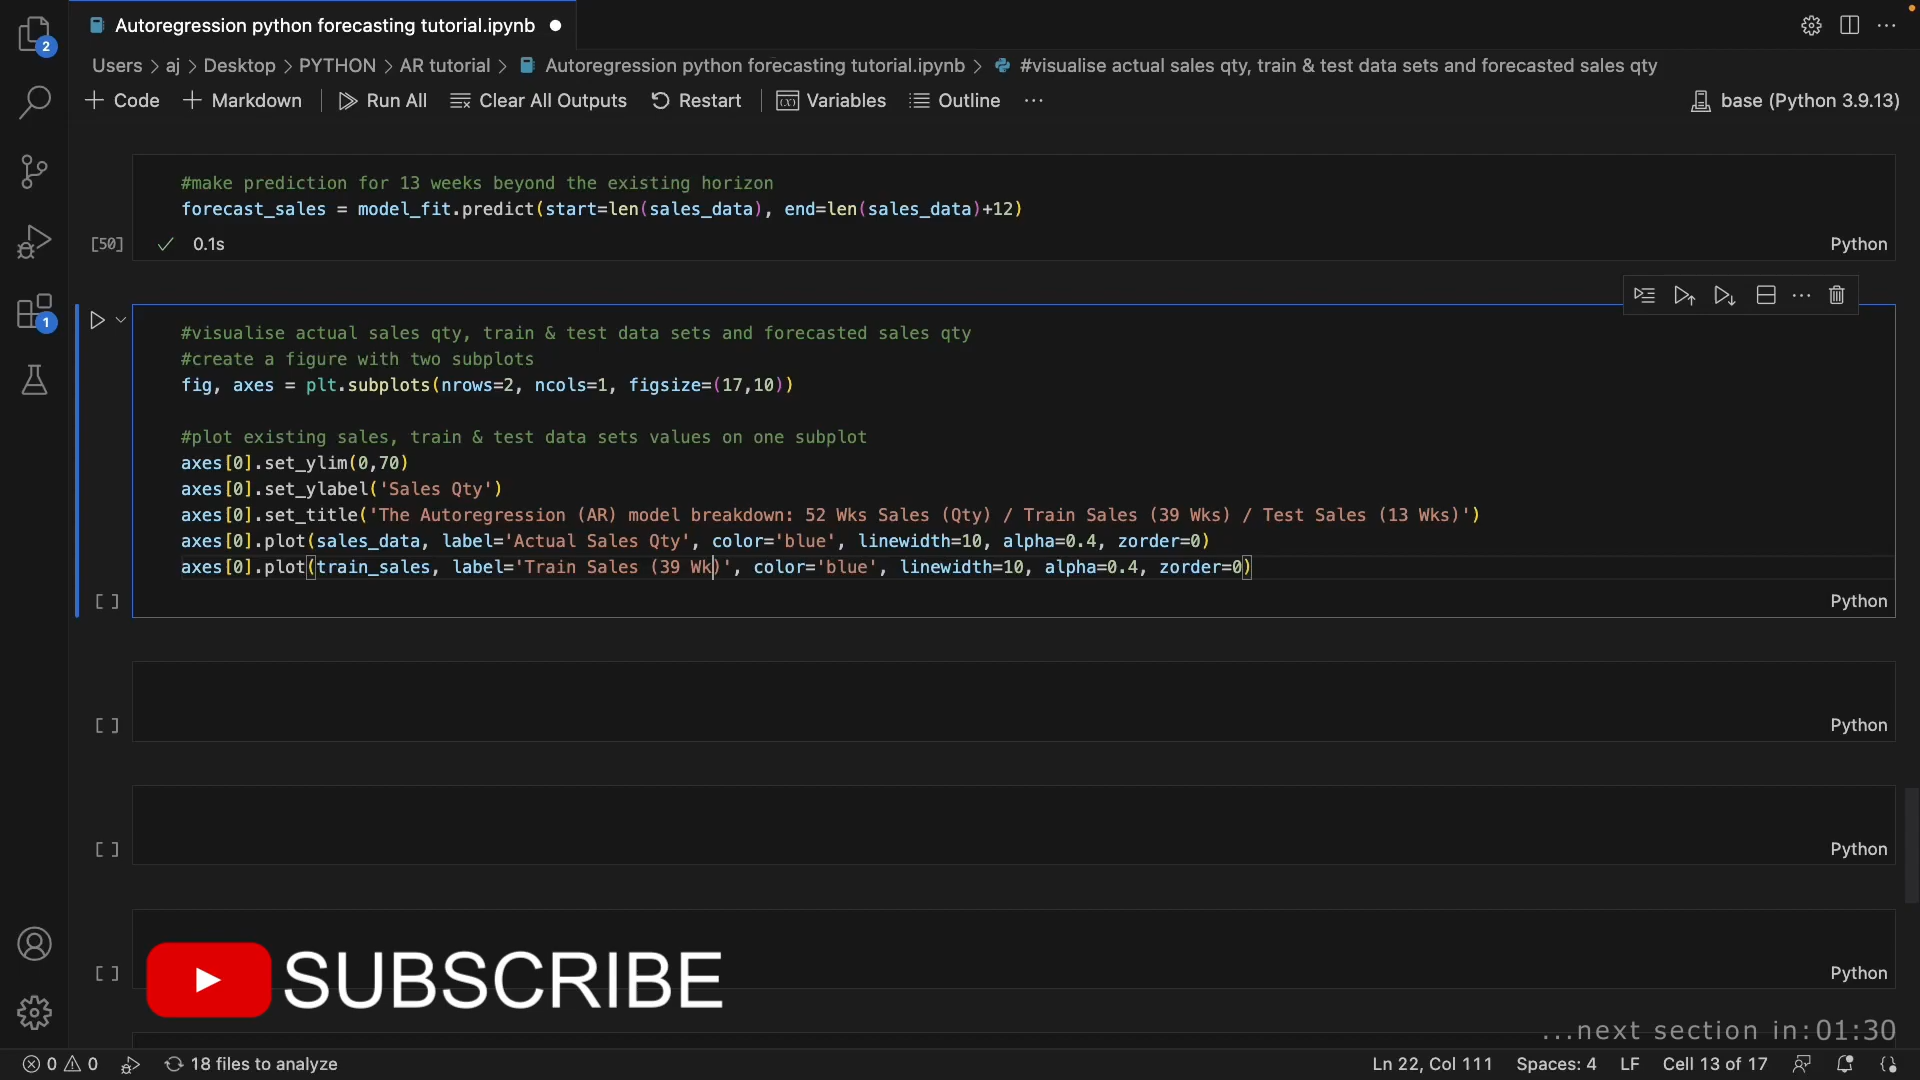 Autoregression python forecasting tutorial.ipynb
2
Users > aj > Desktop > PYTHON > AR tutorial > Autoregression python forecasting tutorial.ipynb > #visualise actual sales qty, train & test data sets and forecasted sales qty
+ Code + Markdown Run All Clear All Outputs Restart Variables Outline ... base (Python 3.9.13)
#make prediction for 13 weeks beyond the existing horizon
forecast_sales = model_fit.predict(start=len(sales_data), end=len(sales_data)+12)
[50] ✓ 0.1s Python
1
#visualise actual sales qty, train & test data sets and forecasted sales qty
#create a figure with two subplots
fig, axes = plt.subplots(nrows=2, ncols=1, figsize=(17,10))
#plot existing sales, train & test data sets values on one subplot
axes[0].set_ylim(0,70)
axes[0].set_ylabel('Sales Qty')
axes[0].set_title('The Autoregression (AR) model breakdown: 52 Wks Sales (Qty) / Train Sales (39 Wks) / Test Sales (13 Wks)')
axes[0].plot(sales_data, label='Actual Sales Qty', color='blue', linewidth=10, alpha=0.4, zorder=0)
axes[0].plot(train_sales, label='Train Sales (39 Wk)', color='blue', linewidth=10, alpha=0.4, zorder=0)
[ ] Python
[ ] Python
[ ] Python
[ ] Python
SUBSCRIBE
...next section in:01:30
0 0 18 files to analyze Ln 22, Col 111 Spaces: 4 LF Cell 13 of 17